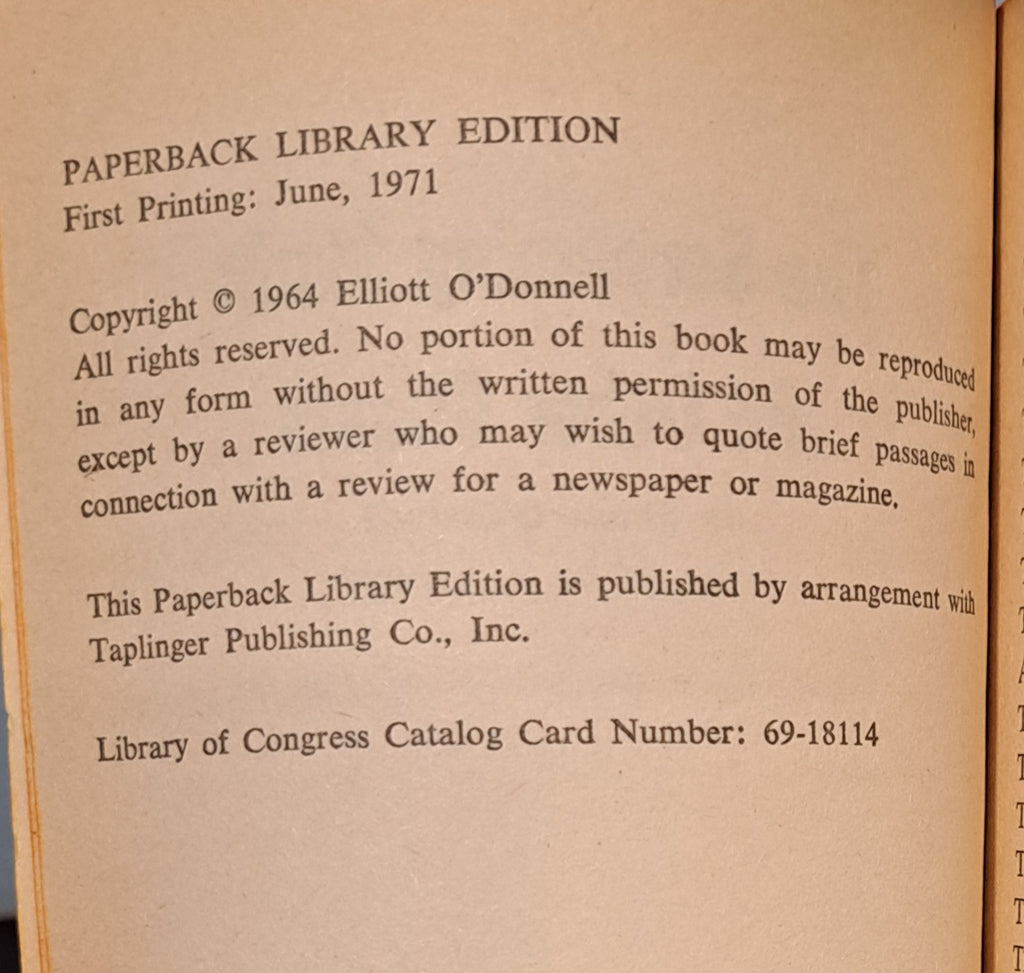 PAPERBACK LIBRARY EDITION
First Printing: June, 1971
Copyright © 1964 Elliott O'Donnell
All rights reserved. No portion of this book may be reproduced
in any form without the written permission of the publisher,
except by a reviewer who may wish to quote brief passages in
connection with a review for a newspaper or magazine.
This Paperback Library Edition is published by arrangement with
Taplinger Publishing Co., Inc.
Library of Congress Catalog Card Number: 69-18114